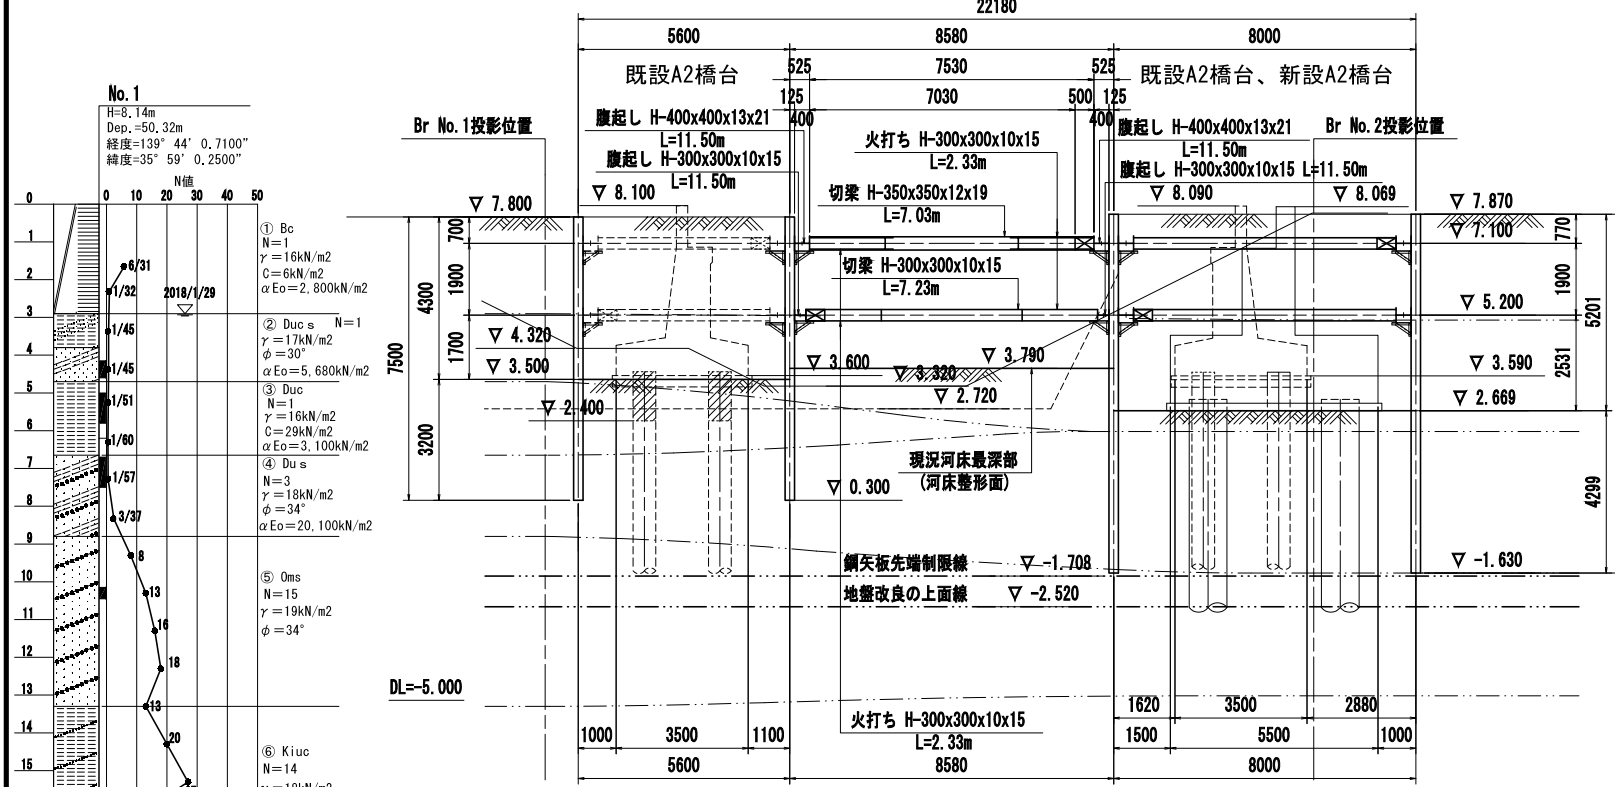 22180
5600
8580
8000
既設A2橋台
525
7530
525
既設A2橋台、新設A2橋台
125
7030
500
125
400
400
No.1
H=8.14m
Dep.=50.32m
経度=139° 44' 0.7100"
緯度=35° 59' 0.2500"
N値
0 10 20 30 40 50
Br No.1投影位置
腹起し H-400x400x13x21
L=11.50m
腹起し H-300x300x10x15
L=11.50m
火打ち H-300x300x10x15
L=2.33m
腹起し H-400x400x13x21
L=11.50m
腹起し H-300x300x10x15 L=11.50m
Br No.2投影位置
▽ 7.800
▽ 8.100
切梁 H-350x350x12x19
L=7.03m
▽ 8.090
▽ 8.069
▽ 7.870
▽ 7.100
700
1900
1700
4300
3200
7500
770
1900
2531
5201
4299
切梁 H-300x300x10x15
L=7.23m
▽ 5.200
▽ 4.320
▽ 3.500
▽ 2.400
▽ 3.600
▽ 3.320
▽ 3.790
▽ 2.720
▽ 3.590
▽ 2.669
現況河床最深部
(河床整形面)
▽ 0.300
鋼矢板先端制限線 ▽ -1.708
▽ -1.630
地盤改良の上面線 ▽ -2.520
DL=-5.000
火打ち H-300x300x10x15
L=2.33m
1000
3500
1100
1620
3500
2880
1500
5500
1000
5600
8580
8000
0
1
2
3
4
5
6
7
8
9
10
11
12
13
14
15
6/31
1/32
2018/1/29
1/45
1/45
1/51
1/60
1/57
3/37
8
13
16
18
13
20
① Bc
N=1
γ=16kN/m2
C=6kN/m2
αEo=2,800kN/m2
② Ducs N=1
γ=17kN/m2
φ=30°
αEo=5,680kN/m2
③ Duc
N=1
γ=16kN/m2
C=29kN/m2
αEo=3,100kN/m2
④ Dus
N=3
γ=18kN/m2
φ=34°
αEo=20,100kN/m2
⑤ Oms
N=15
γ=19kN/m2
φ=34°
⑥ Kiuc
N=14